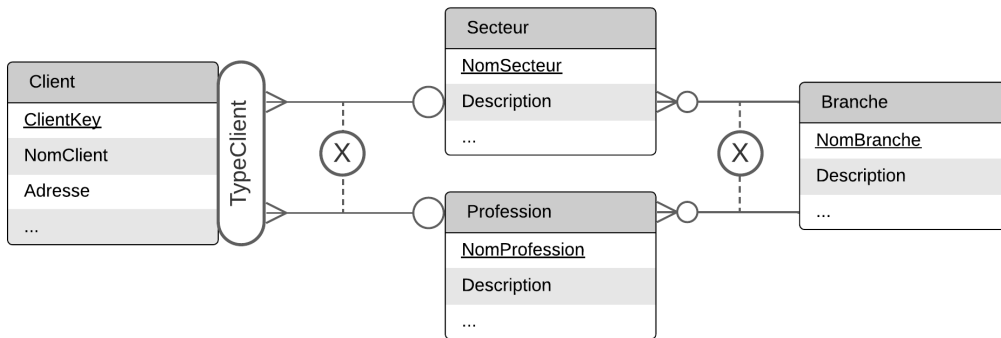 Client
ClientKey
NomClient
Adresse
...
TypeClient
X
Secteur
NomSecteur
Description
...
Profession
NomProfession
Description
...
X
Branche
NomBranche
Description
...